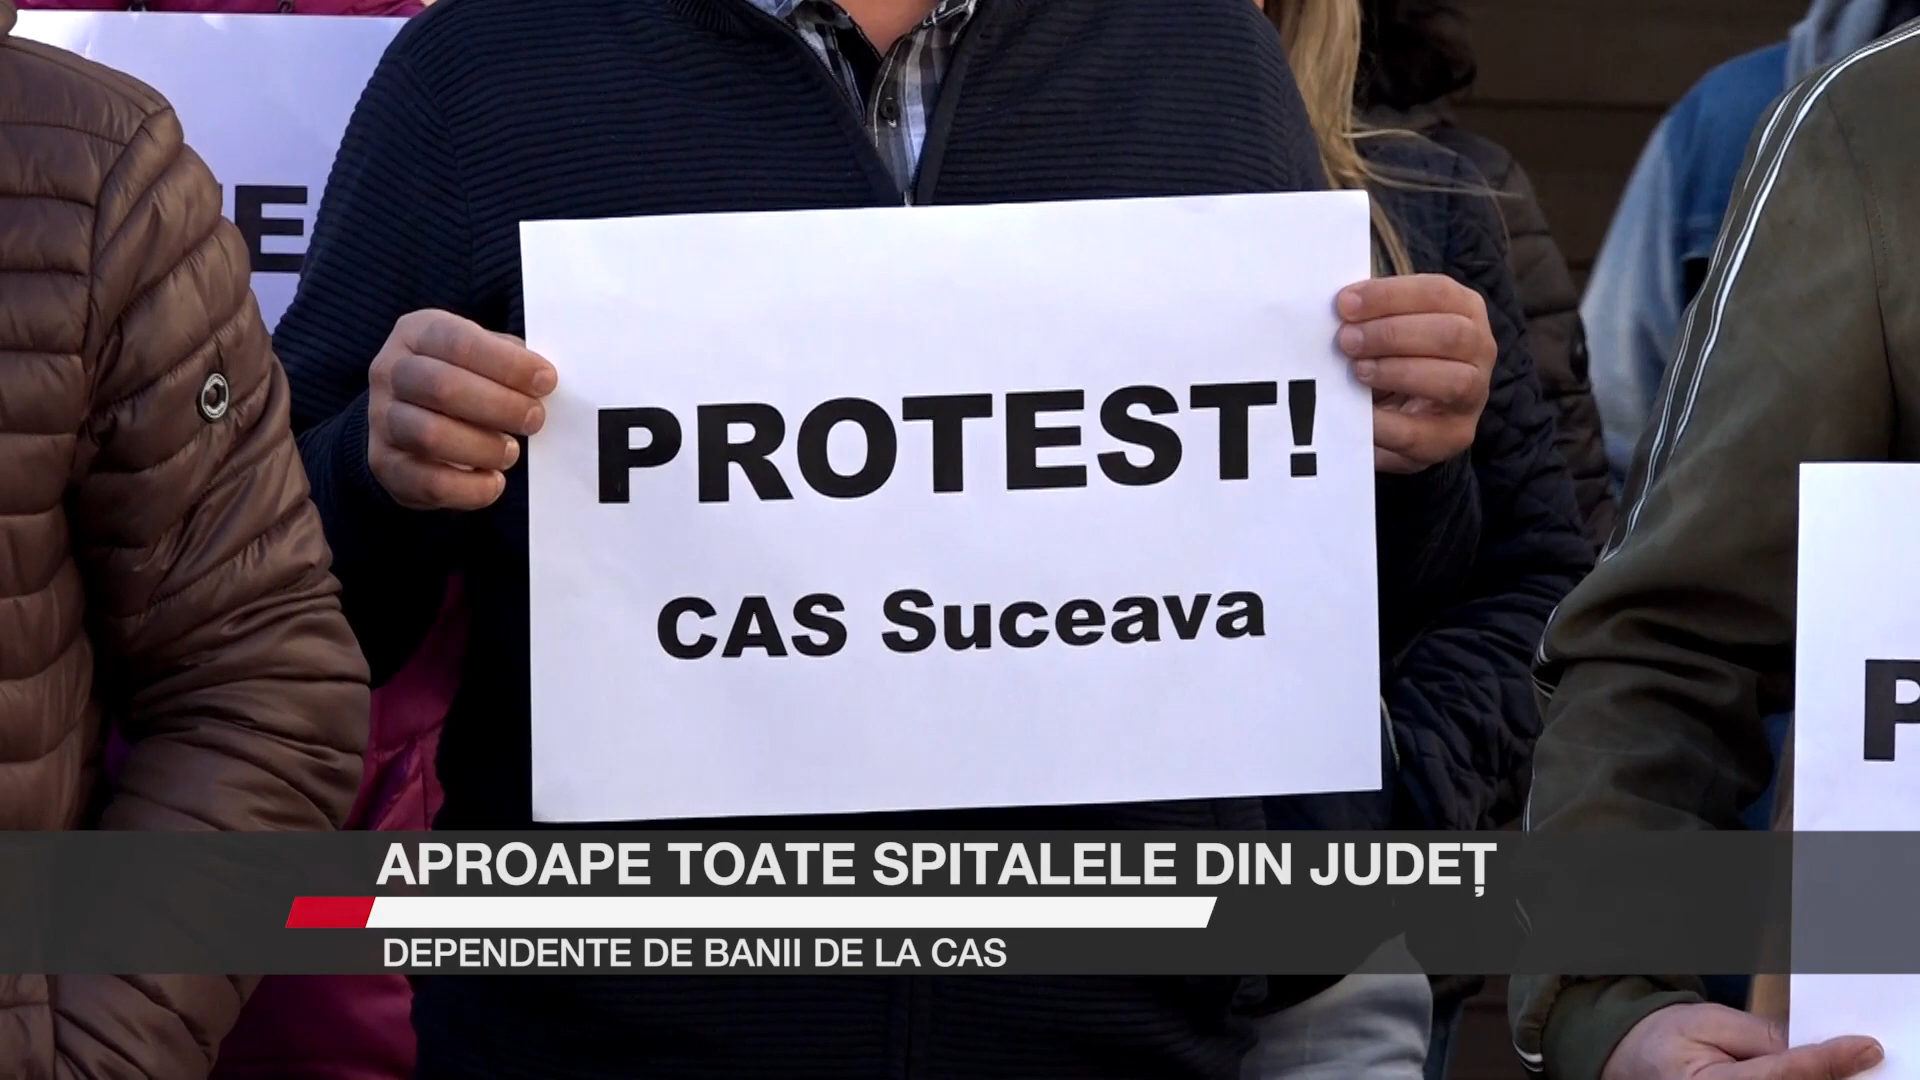 PROTEST!
CAS Suceava
APROAPE TOATE SPITALELE DIN JUDEȚ
DEPENDENTE DE BANII DE LA CAS